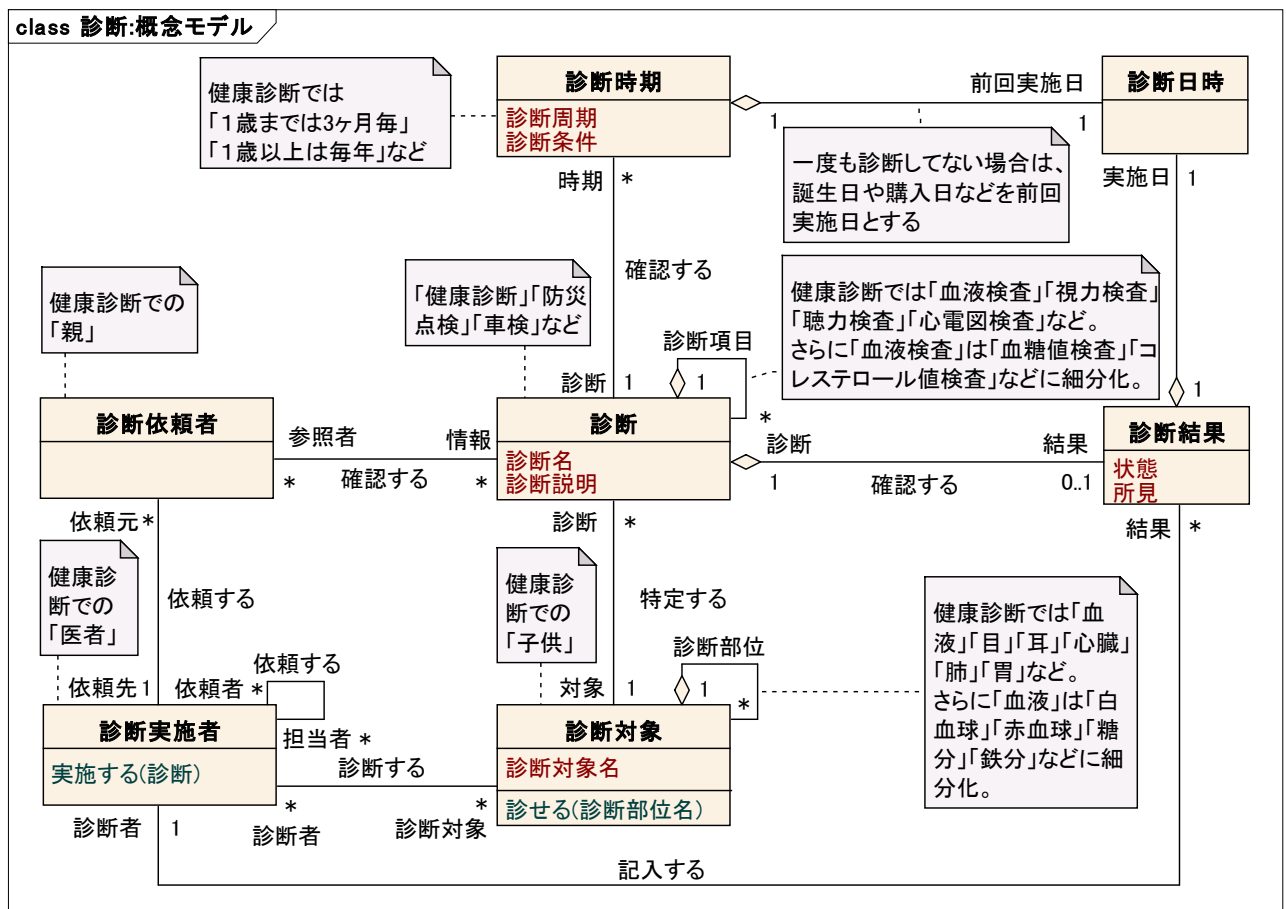 class 診断:概念モデル
健康診断では
「１歳までは3ヶ月毎」
「１歳以上は毎年」など
診断時期
診断周期
診断条件
前回実施日
1
1
診断日時
一度も診断してない場合は、
誕生日や購入日などを前回
実施日とする
時期
*
実施日
1
確認する
健康診断での
「親」
「健康診断」「防災
点検」「車検」など
健康診断では「血液検査」「視力検査」
「聴力検査」「心電図検査」など。
さらに「血液検査」は「血糖値検査」「コ
レステロール値検査」などに細分化。
診断項目
診断
1
1
*
1
診断依頼者
参照者
情報
*
確認する
*
診断
診断名
診断説明
診断
結果
1
確認する
0..1
診断結果
状態
所見
依頼元
*
診断
*
結果
*
健康診
断での
「医者」
依頼する
健康診
断での
「子供」
特定する
健康診断では「血
液」「目」「耳」「心臓」
「肺」「胃」など。
さらに「血液」は「白
血球」「赤血球」「糖
分」「鉄分」などに細
分化。
依頼する
診断部位
依頼先
1
依頼者
*
対象
1
1
*
診断実施者
実施する(診断)
担当者
*
診断する
*
*
診断者
診断対象
診断対象
診断対象名
診せる(診断部位名)
診断者
1
記入する